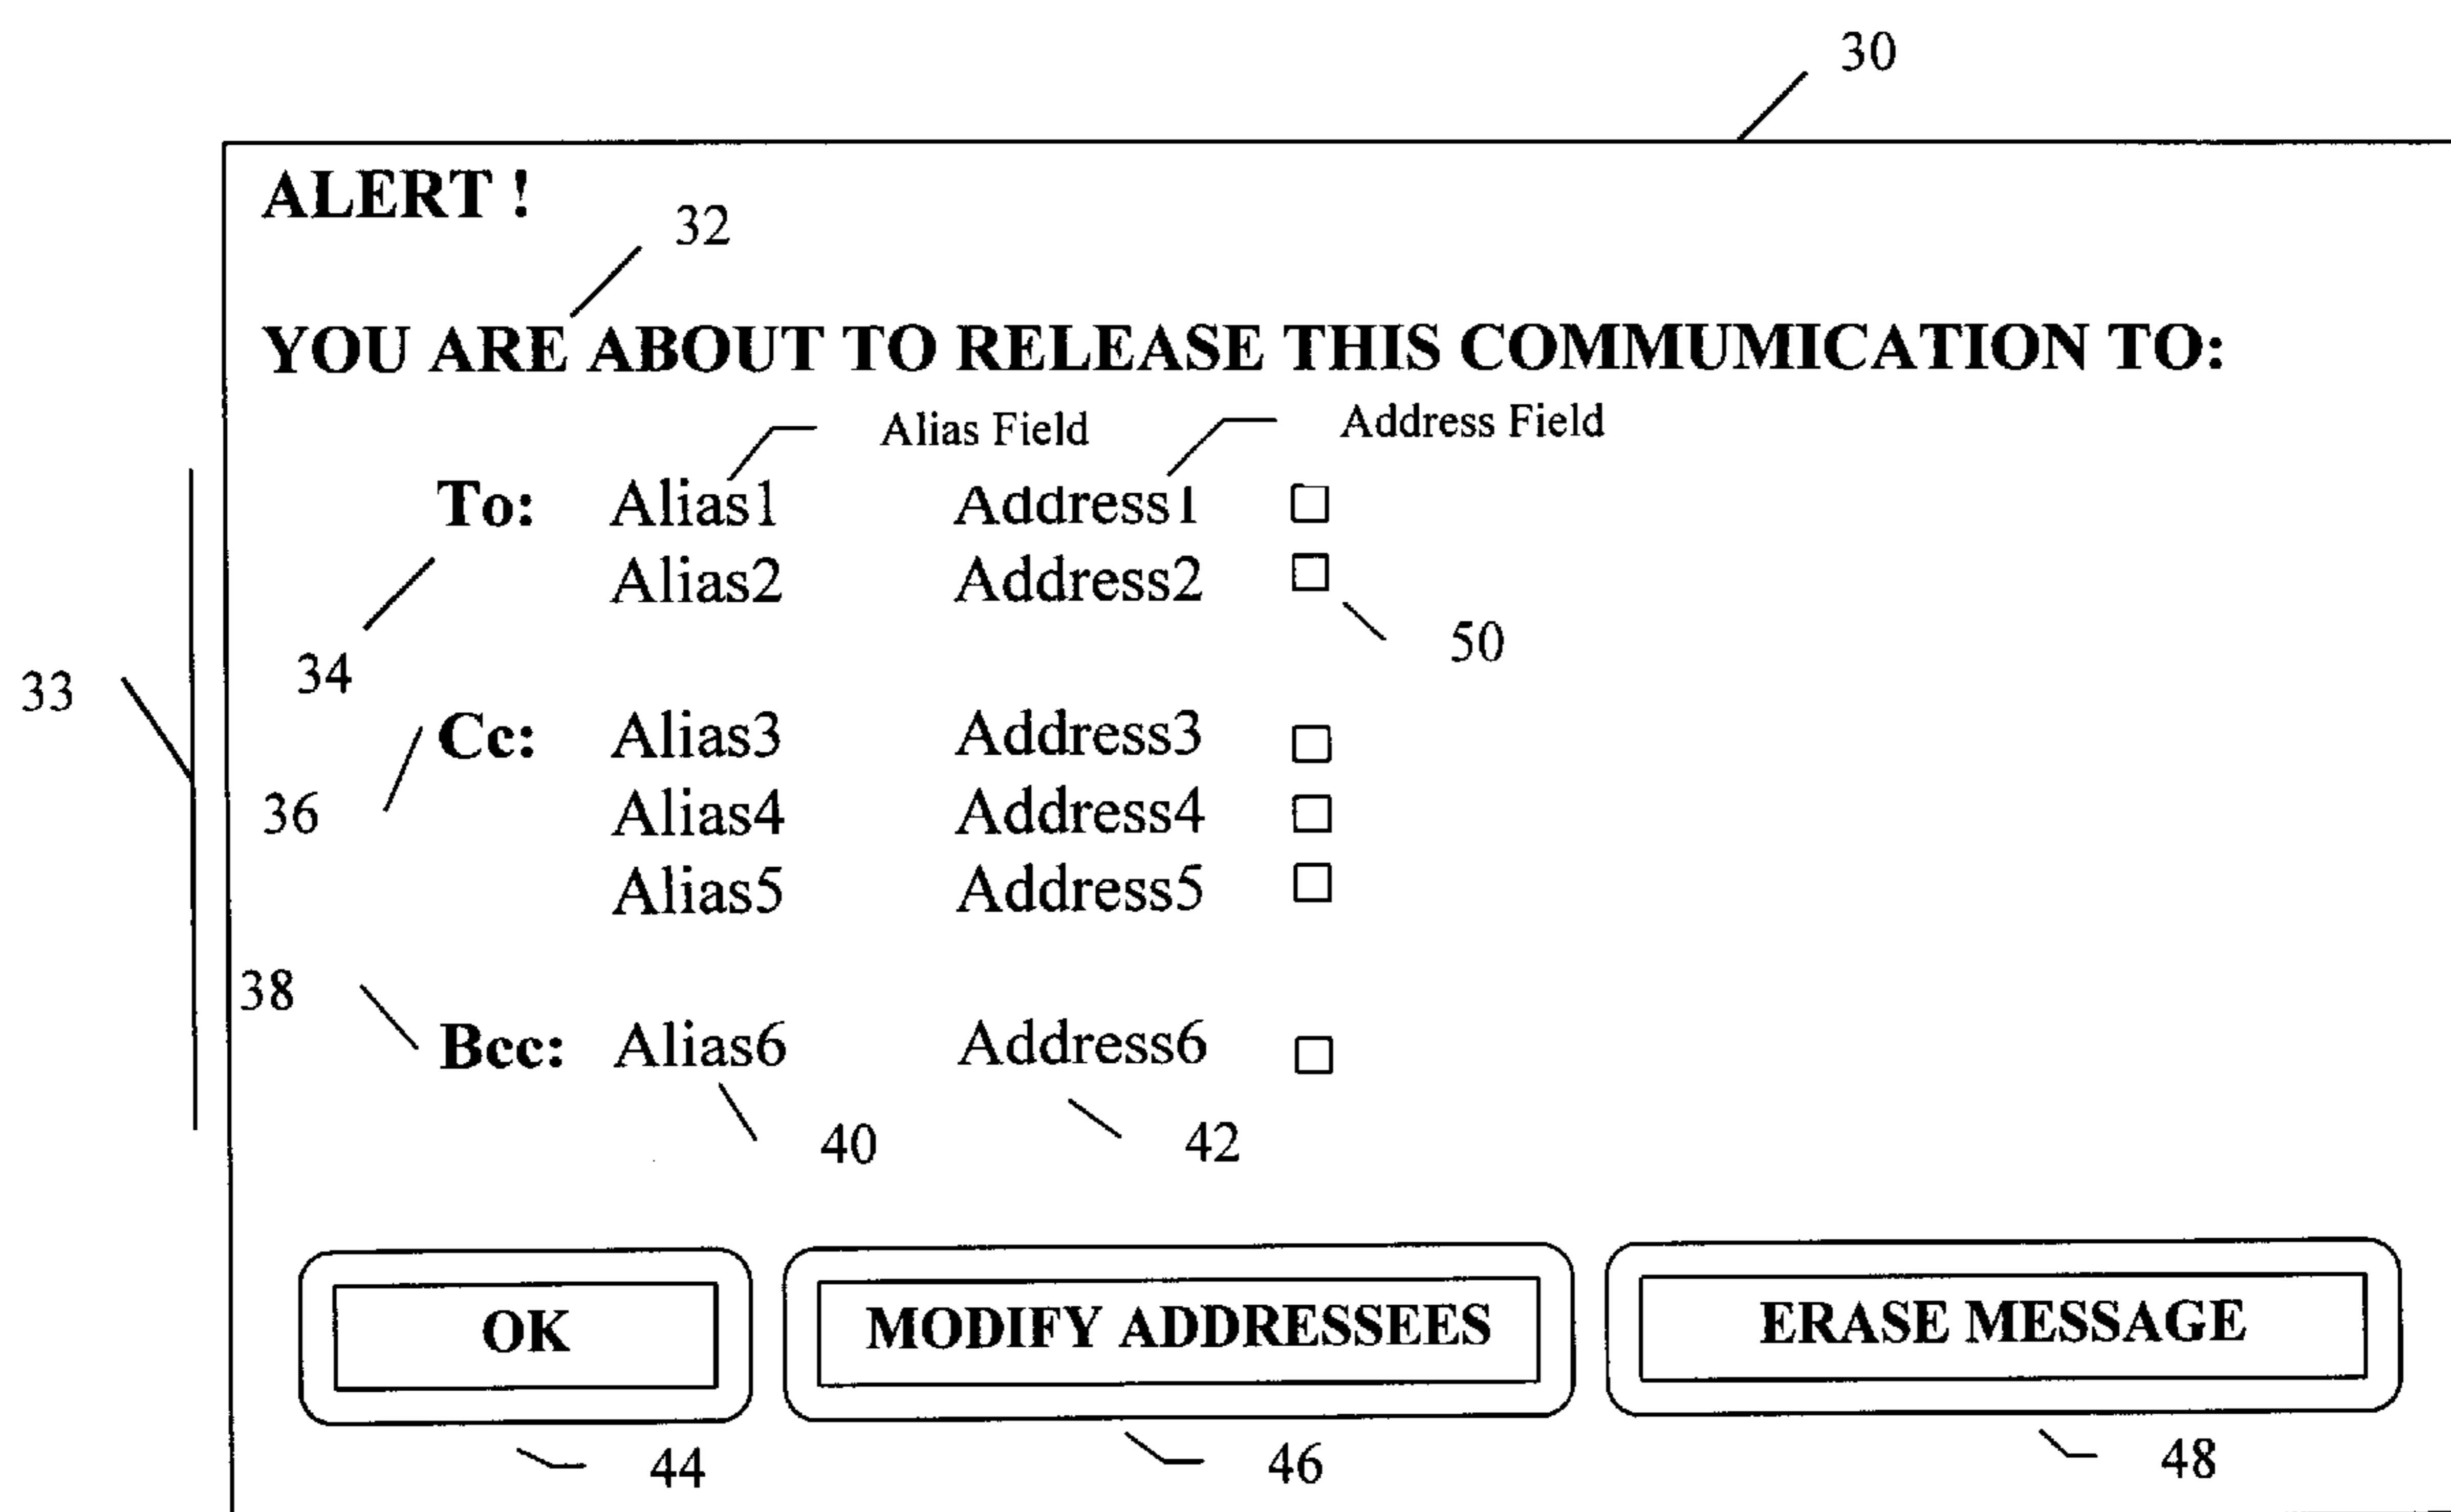 30
ALERT !
32
YOU ARE ABOUT TO RELEASE THIS COMMUMICATION TO:
Alias Field Address Field
To: Alias1 Address1
Alias2 Address2
50
34
33
Cc: Alias3 Address3
36 Alias4 Address4
Alias5 Address5
38
Bcc: Alias6 Address6
40 42
OK MODIFY ADDRESSEES ERASE MESSAGE
44 46 48